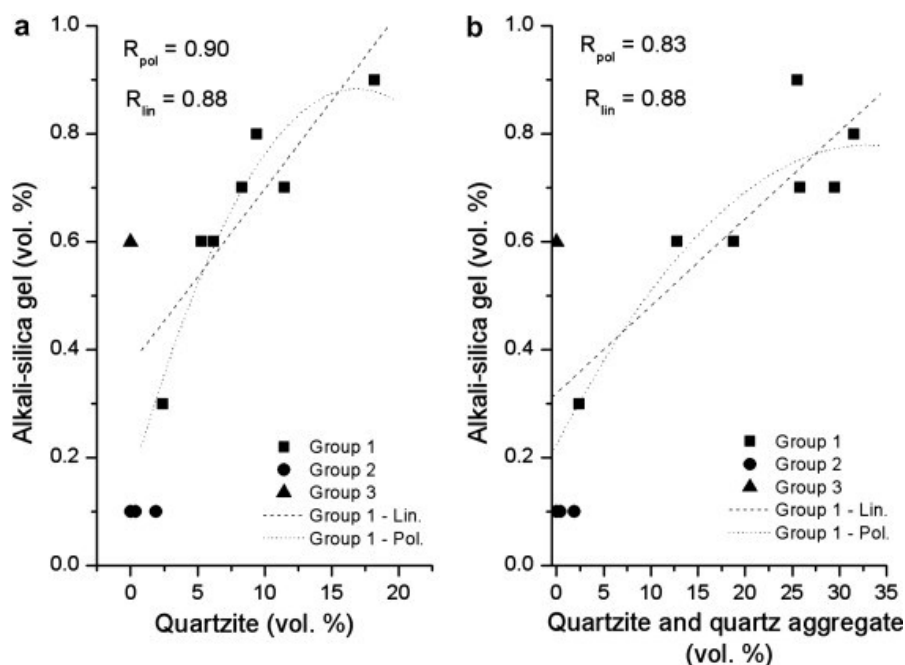 a
R_pol = 0.90
R_lin = 0.88
Alkali-silica gel (vol. %)
1.0
0.8
0.6
0.4
0.2
0.0
Group 1
Group 2
Group 3
Group 1 - Lin.
Group 1 - Pol.
0 5 10 15 20
Quartzite (vol. %)
b
R_pol = 0.83
R_lin = 0.88
Alkali-silica gel (vol. %)
1.0
0.8
0.6
0.4
0.2
0.0
Group 1
Group 2
Group 3
Group 1 - Lin.
Group 1 - Pol.
0 5 10 15 20 25 30 35
Quartzite and quartz aggregate
(vol. %)